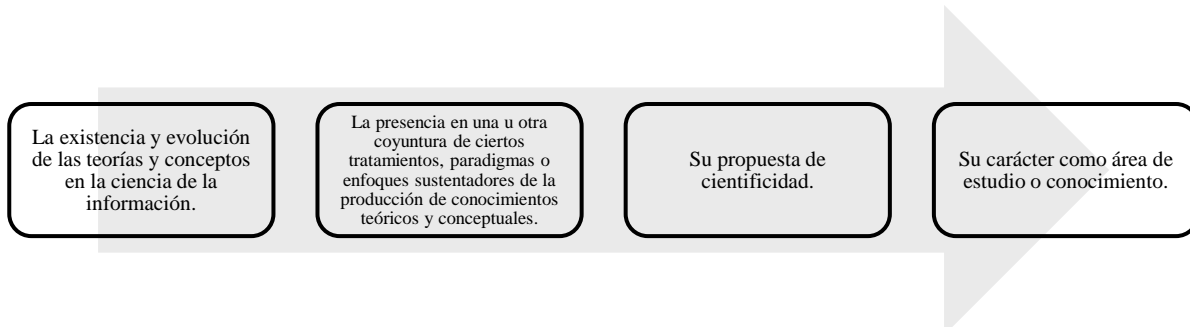 La existencia y evolución
de las teorías y conceptos
en la ciencia de la
información.
La presencia en una u otra
coyuntura de ciertos
tratamientos, paradigmas o
enfoques sustentadores de la
producción de conocimientos
teóricos y conceptuales.
Su propuesta de
cientificidad.
Su carácter como área de
estudio o conocimiento.